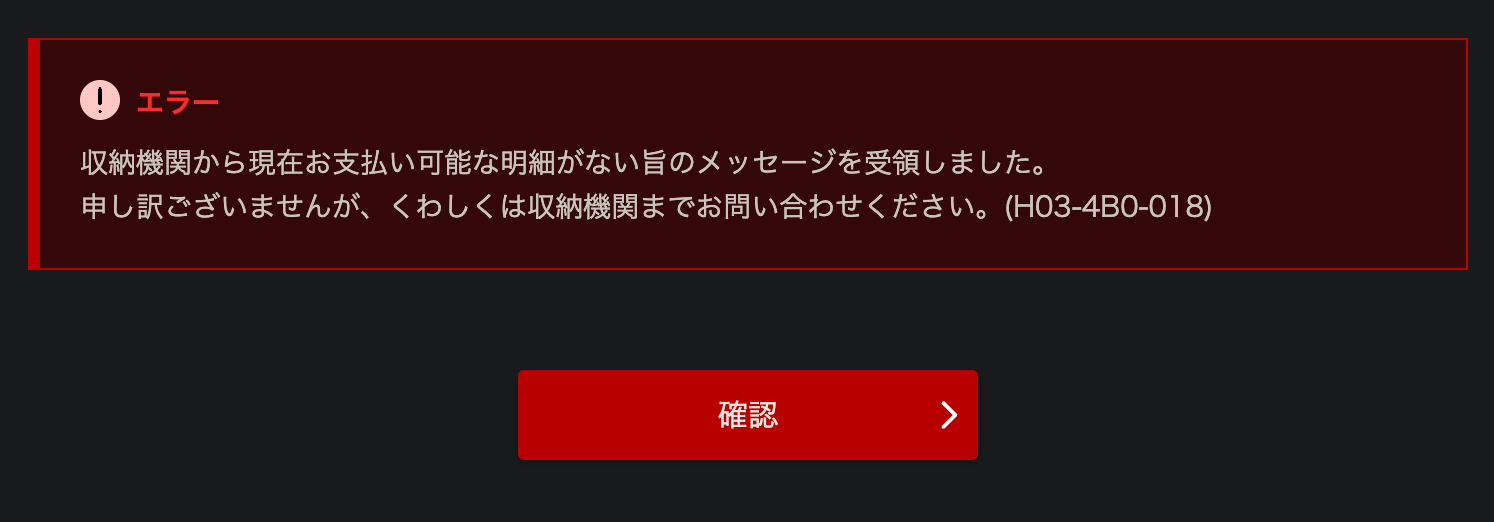 エラー
収納機関から現在お支払い可能な明細がない旨のメッセージを受領しました。
申し訳ございませんが、くわしくは収納機関までお問い合わせください。(H03-4B0-018)
確認